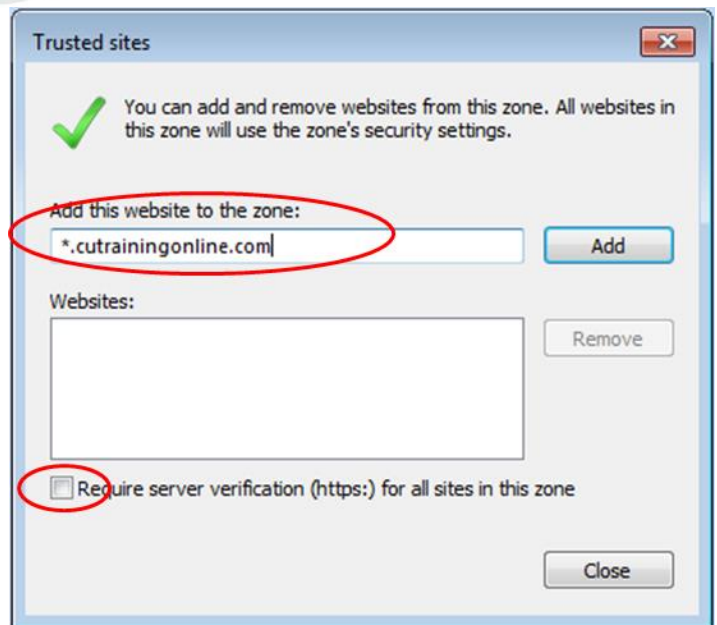 Trusted sites
You can add and remove websites from this zone. All websites in
this zone will use the zone's security settings.
Add this website to the zone:
*.cutrainingonline.com
Add
Websites:
Remove
Require server verification (https:) for all sites in this zone
Close